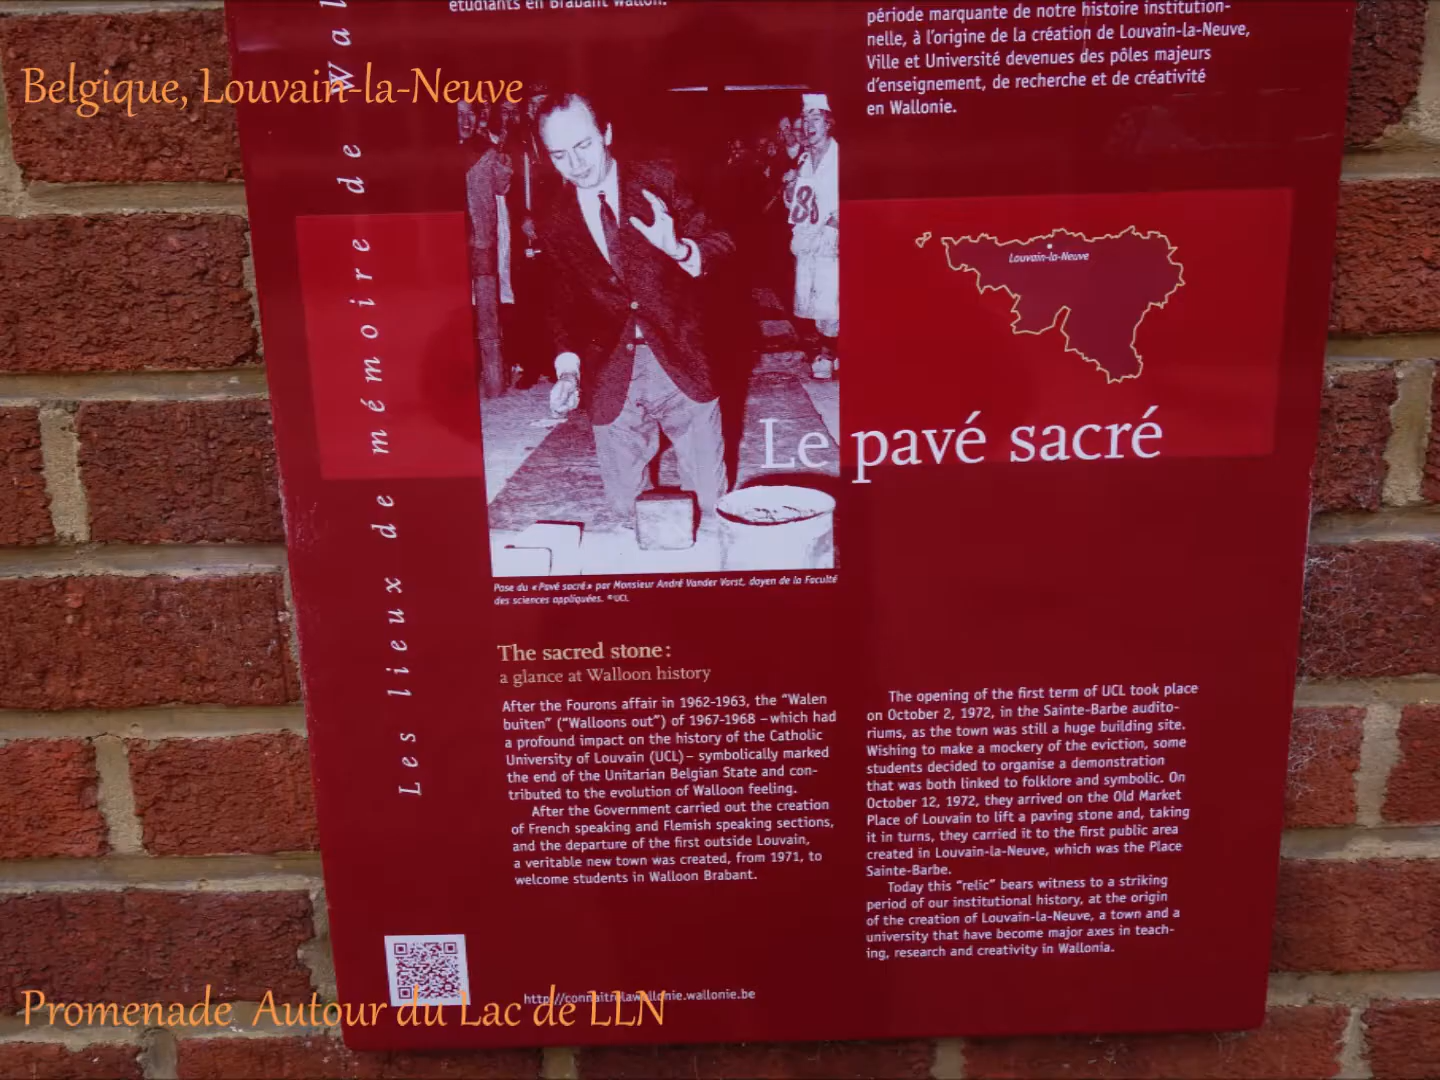 Belgique, Louvain-la-Neuve
Les lieux de mémoire de Wal
étudiants en Brabant wallon.
période marquante de notre histoire institution-
nelle, à l'origine de la création de Louvain-la-Neuve,
Ville et Université devenues des pôles majeurs
d'enseignement, de recherche et de créativité
en Wallonie.
88
Louvain-la-Neuve
Le pavé sacré
Pose du «Pavé sacré» par Monsieur André Vander Vorst, doyen de la Faculté
des sciences appliquées. ©UCL
The sacred stone:
a glance at Walloon history
After the Fourons affair in 1962-1963, the "Walen
buiten" ("Walloons out") of 1967-1968 – which had
a profound impact on the history of the Catholic
University of Louvain (UCL) – symbolically marked
the end of the Unitarian Belgian State and con-
tributed to the evolution of Walloon feeling.
After the Government carried out the creation
of French speaking and Flemish speaking sections,
and the departure of the first outside Louvain,
a veritable new town was created, from 1971, to
welcome students in Walloon Brabant.
The opening of the first term of UCL took place
on October 2, 1972, in the Sainte-Barbe audito-
riums, as the town was still a huge building site.
Wishing to make a mockery of the eviction, some
students decided to organise a demonstration
that was both linked to folklore and symbolic. On
October 12, 1972, they arrived on the Old Market
Place of Louvain to lift a paving stone and, taking
it in turns, they carried it to the first public area
created in Louvain-la-Neuve, which was the Place
Sainte-Barbe.
Today this "relic" bears witness to a striking
period of our institutional history, at the origin
of the creation of Louvain-la-Neuve, a town and a
university that have become major axes in teach-
ing, research and creativity in Wallonia.
http://connaitrelawallonie.wallonie.be
Promenade Autour du Lac de LLN